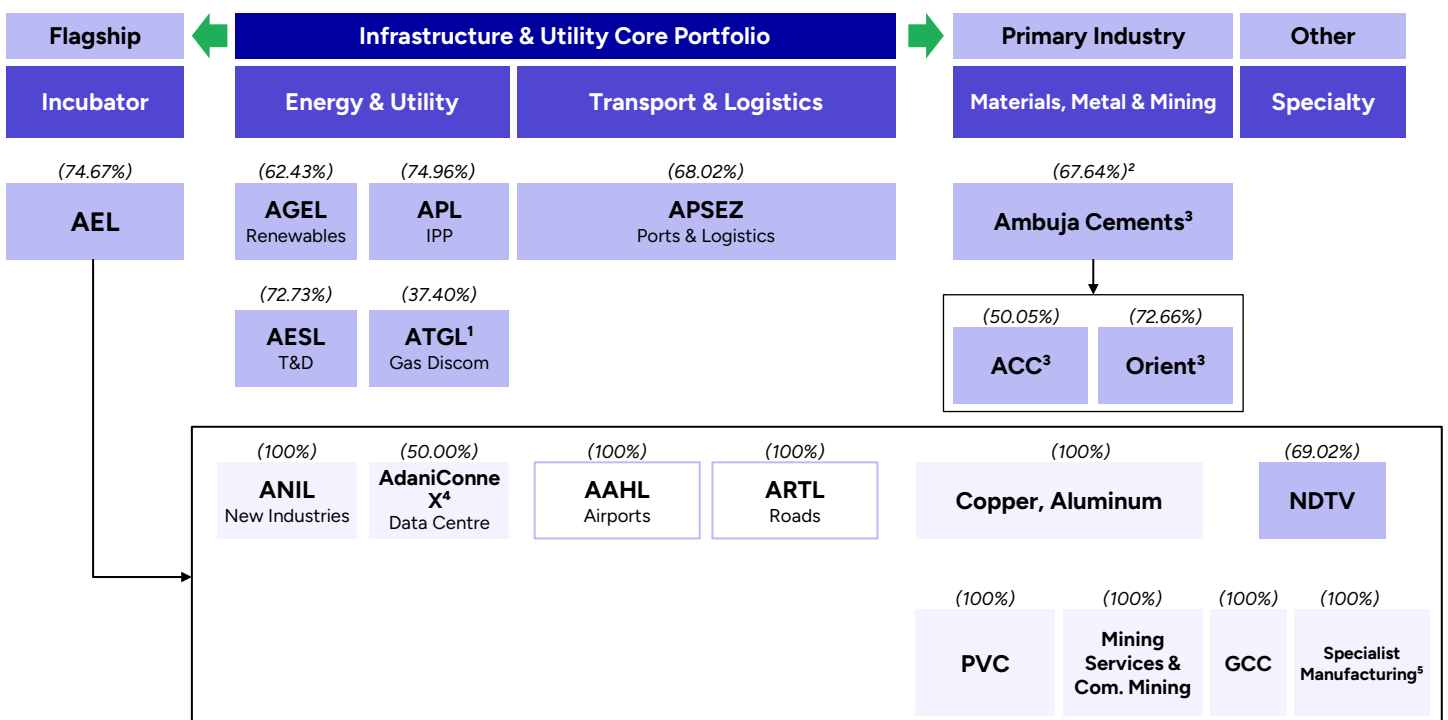 Flagship
Infrastructure & Utility Core Portfolio
Primary Industry
Other
Incubator
Energy & Utility
Transport & Logistics
Materials, Metal & Mining
Specialty
(74.67%)
AEL
(62.43%)
AGEL
Renewables
(74.96%)
APL
IPP
(68.02%)
APSEZ
Ports & Logistics
(67.64%)²
Ambuja Cements³
(72.73%)
AESL
T&D
(37.40%)
ATGL¹
Gas Discom
(50.05%)
ACC³
(72.66%)
Orient³
(100%)
ANIL
New Industries
(50.00%)
AdaniConne
X⁴
Data Centre
(100%)
AAHL
Airports
(100%)
ARTL
Roads
(100%)
Copper, Aluminum
(69.02%)
NDTV
(100%)
PVC
(100%)
Mining
Services &
Com. Mining
(100%)
GCC
(100%)
Specialist
Manufacturing⁵